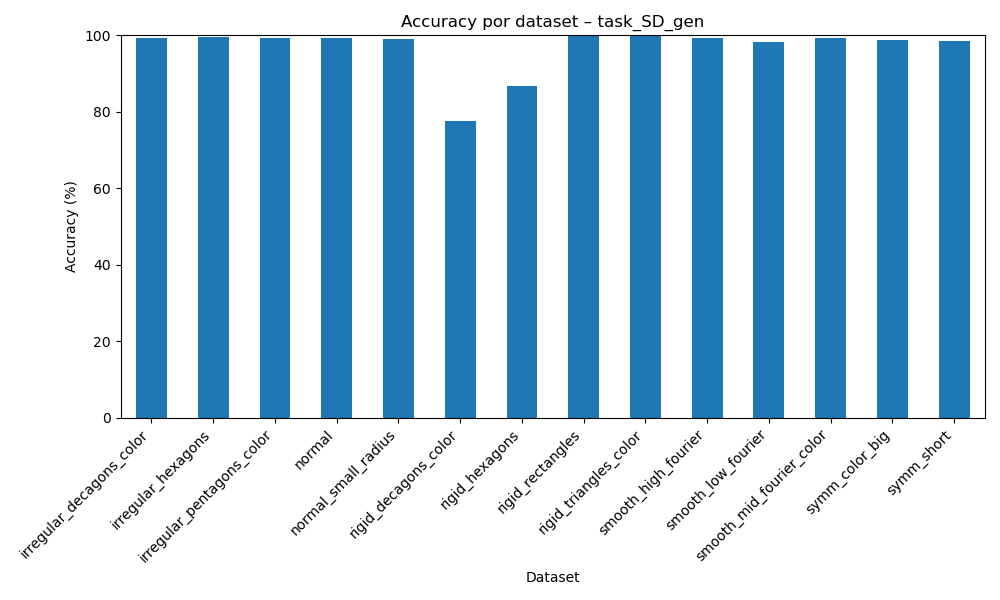 Accuracy por dataset – task_SD_gen
Accuracy (%)
100
80
60
40
20
0
irregular_decagons_color
irregular_hexagons
irregular_pentagons_color
normal
normal_small_radius
rigid_decagons_color
rigid_hexagons
rigid_rectangles
rigid_triangles_color
smooth_high_fourier
smooth_low_fourier
smooth_mid_fourier_color
symm_color_big
symm_short
Dataset